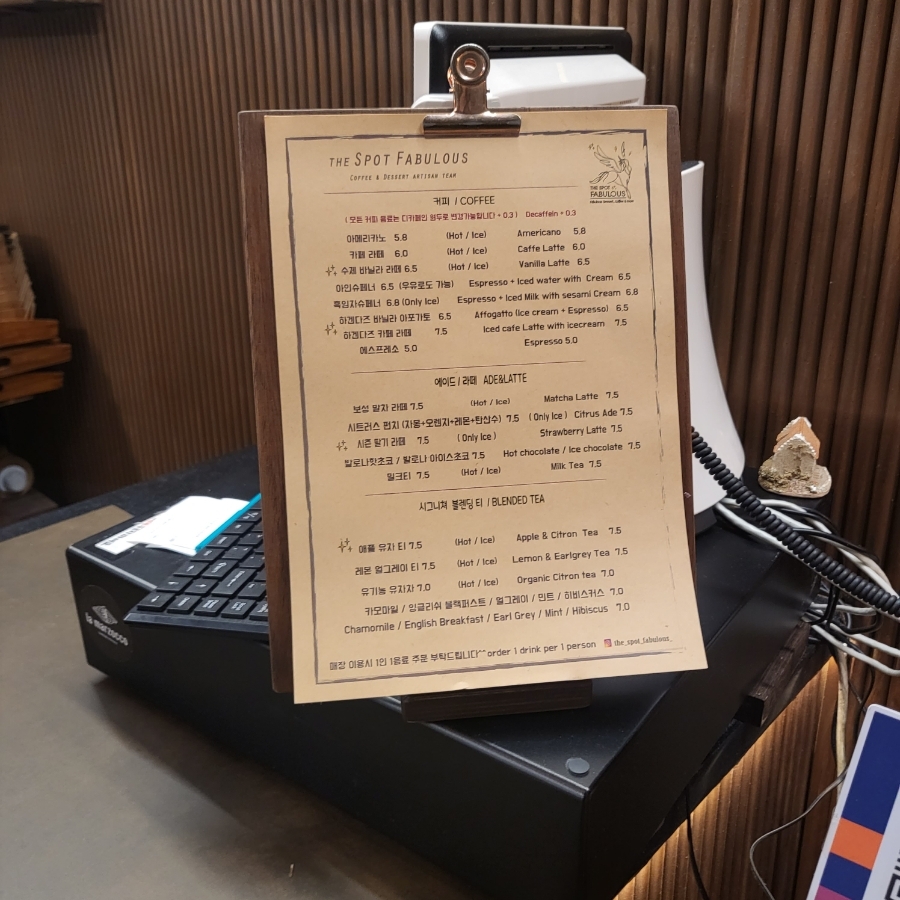 THE SPOT FABULOUS
COFFEE & DESSERT ARTISAN TEAM
THE SPOT
FABULOUS
커피 / COFFEE
( 모든 커피 음료는 디카페인 원두로 변경가능합니다 + 0.3 ) Decaffein + 0.3
아메리카노 5.8 (Hot / Ice) Americano 5.8
카페 라떼 6.0 (Hot / Ice) Caffe Latte 6.0
수제 바닐라 라떼 6.5 (Hot / Ice) Vanilla Latte 6.5
아인슈페너 6.5 (우유로도 가능) Espresso + Iced water with Cream 6.5
흑임자슈페너 6.8 (Only Ice) Espresso + Iced Milk with sesami Cream 6.8
하겐다즈 바닐라 아포가토 6.5 Affogatto (Ice cream + Espresso) 6.5
하겐다즈 카페 라떼 7.5 Iced cafe Latte with icecream 7.5
에스프레소 5.0 Espresso 5.0
에이드 / 라떼 ADE&LATTE
보성 말차 라떼 7.5 (Hot / Ice) Matcha Latte 7.5
시트러스 펀치 (자몽+오렌지+레몬+탄산수) 7.5 ( Only Ice ) Citrus Ade 7.5
시즌 딸기 라떼 7.5 ( Only Ice ) Strawberry Latte 7.5
발로나핫초코 / 발로나 아이스초코 7.5 Hot chocolate / Ice chocolate 7.5
밀크티 7.5 (Hot / Ice) Milk Tea 7.5
시그니쳐 블렌딩 티 / BLENDED TEA
애플 유자 티 7.5 (Hot / Ice) Apple & Citron Tea 7.5
레몬 얼그레이 티 7.5 (Hot / Ice) Lemon & Earlgrey Tea 7.5
유기농 유자차 7.0 (Hot / Ice) Organic Citron tea 7.0
카모마일 / 잉글리쉬 블랙퍼스트 / 얼그레이 / 민트 / 히비스커스 7.0
Chamomile / English Breakfast / Earl Grey / Mint / Hibiscus 7.0
매장 이용시 1인 1음료 주문 부탁드립니다^^ order 1 drink per 1 person the_spot_fabulous_
la marzocco